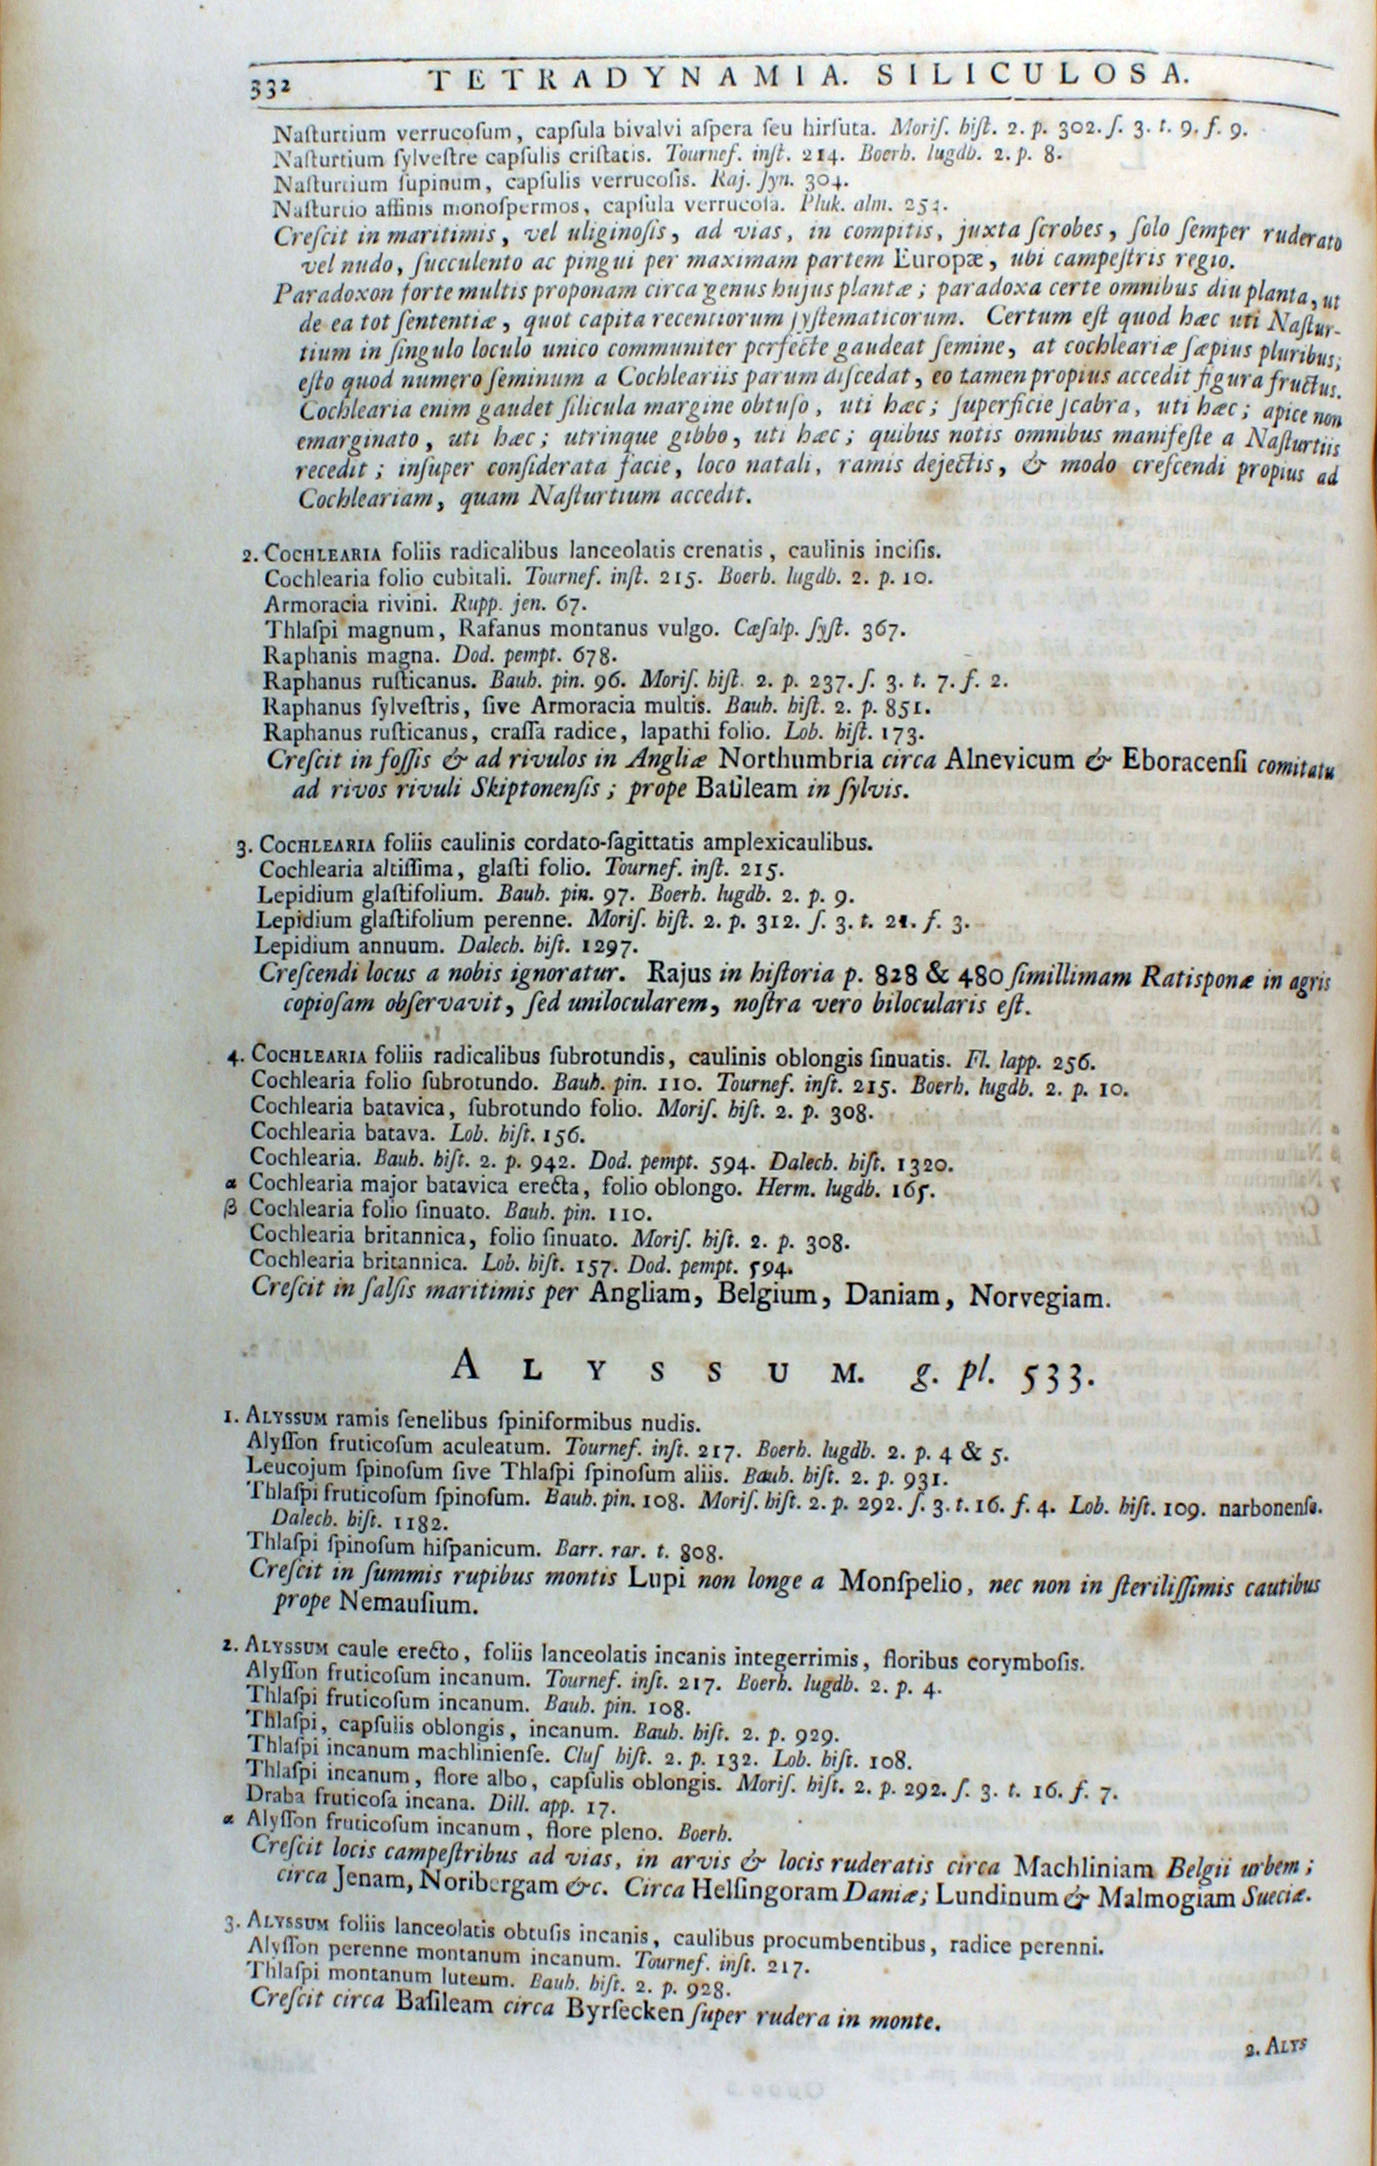 332 TETRADYNAMIA. SILICULOSA.
Naſturtium verrucoſum, capſula bivalvi aſpera ſeu hirſuta. Moriſ. hiſt. 2. p. 302. ſ. 3. t. 9. f. 9.
Naſturtium ſylveſtre capſulis criſtatis. Tournef. inſt. 214. Boerh. lugdb. 2. p. 8.
Naſturtium ſupinum, capſulis verrucoſis. Raj. ſyn. 304.
Naſturtio affinis monoſpermos, capſula verrucoſa. Pluk. alm. 254.
Creſcit in maritimis, vel uliginoſis, ad vias, in compitis, juxta ſcrobes, ſolo ſemper ruderato
vel nudo, ſucculento ac pingui per maximam partem Europæ, ubi campeſtris regio.
Paradoxon forte multis proponam circa genus hujus plantæ; paradoxa certe omnibus diu planta, ut
de ea tot ſententiæ, quot capita recentiorum ſyſtematicorum. Certum eſt quod hæc uti Naſtur-
tium in ſingulo loculo unico communiter perfecte gaudeat ſemine, at cochleariæ ſæpius pluribus;
eſto quod numero ſeminum a Cochleariis parum diſcedat, eo tamen propius accedit figura fructus.
Cochlearia enim gaudet ſilicula margine obtuſo, uti hæc; ſuperficie ſcabra, uti hæc; apice non
emarginato, uti hæc; utrinque gibbo, uti hæc; quibus notis omnibus manifeſte a Naſturtiis
recedit; inſuper conſiderata facie, loco natali, ramis dejectis, & modo creſcendi propius ad
Cochleariam, quam Naſturtium accedit.
2. COCHLEARIA foliis radicalibus lanceolatis crenatis, caulinis inciſis.
Cochlearia folio cubitali. Tournef. inſt. 215. Boerh. lugdb. 2. p. 10.
Armoracia rivini. Rupp. jen. 67.
Thlaſpi magnum, Rafanus montanus vulgo. Cæſalp. ſyſt. 367.
Raphanis magna. Dod. pempt. 678.
Raphanus ruſticanus. Bauh. pin. 96. Moriſ. hiſt. 2. p. 237. ſ. 3. t. 7. f. 2.
Raphanus ſylveſtris, ſive Armoracia multis. Bauh. hiſt. 2. p. 851.
Raphanus ruſticanus, craſſa radice, lapathi folio. Lob. hiſt. 173.
Creſcit in foſſis & ad rivulos in Angliæ Northumbria circa Alnevicum & Eboracenſi comitatu
ad rivos rivuli Skiptonenſis; prope Baſileam in ſylvis.
3. COCHLEARIA foliis caulinis cordato-ſagittatis amplexicaulibus.
Cochlearia altiſſima, glaſti folio. Tournef. inſt. 215.
Lepidium glaſtifolium. Bauh. pin. 97. Boerh. lugdb. 2. p. 9.
Lepidium glaſtifolium perenne. Moriſ. hiſt. 2. p. 312. ſ. 3. t. 21. f. 3.
Lepidium annuum. Dalech. hiſt. 1297.
Creſcendi locus a nobis ignoratur. Rajus in hiſtoria p. 828 & 480 ſimillimam Ratisponæ in agris
copioſam obſervavit, ſed unilocularem, noſtra vero bilocularis eſt.
4. COCHLEARIA foliis radicalibus ſubrotundis, caulinis oblongis ſinuatis. Fl. lapp. 256.
Cochlearia folio ſubrotundo. Bauh. pin. 110. Tournef. inſt. 215. Boerh. lugdb. 2. p. 10.
Cochlearia batavica, ſubrotundo folio. Moriſ. hiſt. 2. p. 308.
Cochlearia batava. Lob. hiſt. 156.
Cochlearia. Bauh. hiſt. 2. p. 942. Dod. pempt. 594. Dalech. hiſt. 1320.
α Cochlearia major batavica erecta, folio oblongo. Herm. lugdb. 165.
β Cochlearia folio ſinuato. Bauh. pin. 110.
Cochlearia britannica, folio ſinuato. Moriſ. hiſt. 2. p. 308.
Cochlearia britannica. Lob. hiſt. 157. Dod. pempt. 594.
Creſcit in ſalſis maritimis per Angliam, Belgium, Daniam, Norvegiam.
ALYSSUM. g. pl. 533.
1. ALYSSUM ramis ſenelibus ſpiniformibus nudis.
Alyſſon fruticoſum aculeatum. Tournef. inſt. 217. Boerh. lugdb. 2. p. 4 & 5.
Leucojum ſpinoſum ſive Thlaſpi ſpinoſum aliis. Bauh. hiſt. 2. p. 931.
Thlaſpi fruticoſum ſpinoſum. Bauh. pin. 108. Moriſ. hiſt. 2. p. 292. ſ. 3. t. 16. f. 4. Lob. hiſt. 109. narbonenſe.
Dalech. hiſt. 1182.
Thlaſpi ſpinoſum hiſpanicum. Barr. rar. t. 808.
Creſcit in ſummis rupibus montis Lupi non longe a Monſpelio, nec non in ſteriliſſimis cautibus
prope Nemauſium.
2. ALYSSUM caule erecto, foliis lanceolatis incanis integerrimis, floribus corymboſis.
Alyſſon fruticoſum incanum. Tournef. inſt. 217. Boerh. lugdb. 2. p. 4.
Thlaſpi fruticoſum incanum. Bauh. pin. 108.
Thlaſpi, capſulis oblongis, incanum. Bauh. hiſt. 2. p. 929.
Thlaſpi incanum machlinienſe. Cluſ hiſt. 2. p. 132. Lob. hiſt. 108.
Thlaſpi incanum, flore albo, capſulis oblongis. Moriſ. hiſt. 2. p. 292. ſ. 3. t. 16. f. 7.
Draba fruticoſa incana. Dill. app. 17.
α Alyſſon fruticoſum incanum, flore pleno. Boerh.
Creſcit locis campeſtribus ad vias, in arvis & locis ruderatis circa Machliniam Belgii urbem;
circa Jenam, Noribergam &c. Circa Helſingoram Daniæ; Lundinum & Malmogiam Sueciæ.
3. ALYSSUM foliis lanceolatis obtuſis incanis, caulibus procumbentibus, radice perenni.
Alyſſon perenne montanum incanum. Tournef. inſt. 217.
Thlaſpi montanum luteum. Bauh. hiſt. 2. p. 928.
Creſcit circa Baſileam circa Byrſecken ſuper rudera in monte.
2. ALYS